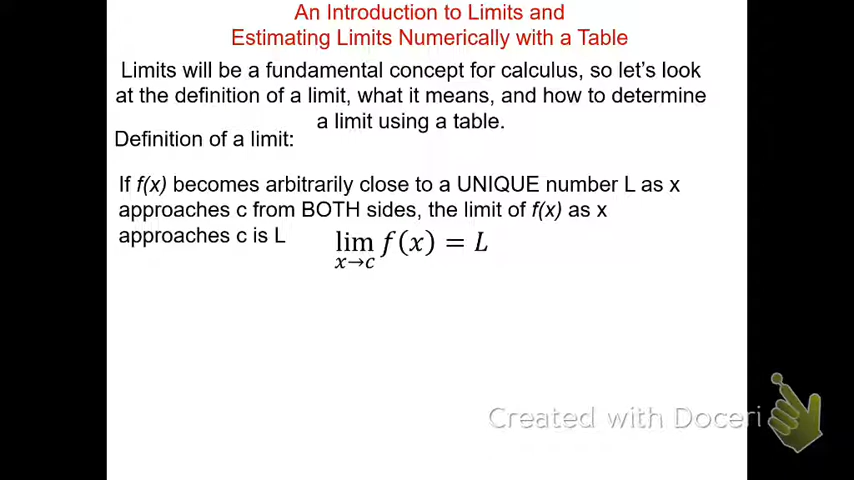 An Introduction to Limits and
Estimating Limits Numerically with a Table
Limits will be a fundamental concept for calculus, so let's look
at the definition of a limit, what it means, and how to determine
a limit using a table.
Definition of a limit:
If f(x) becomes arbitrarily close to a UNIQUE number L as x
approaches c from BOTH sides, the limit of f(x) as x
approaches c is L
lim f(x) = L
x→c
Created with Doceri